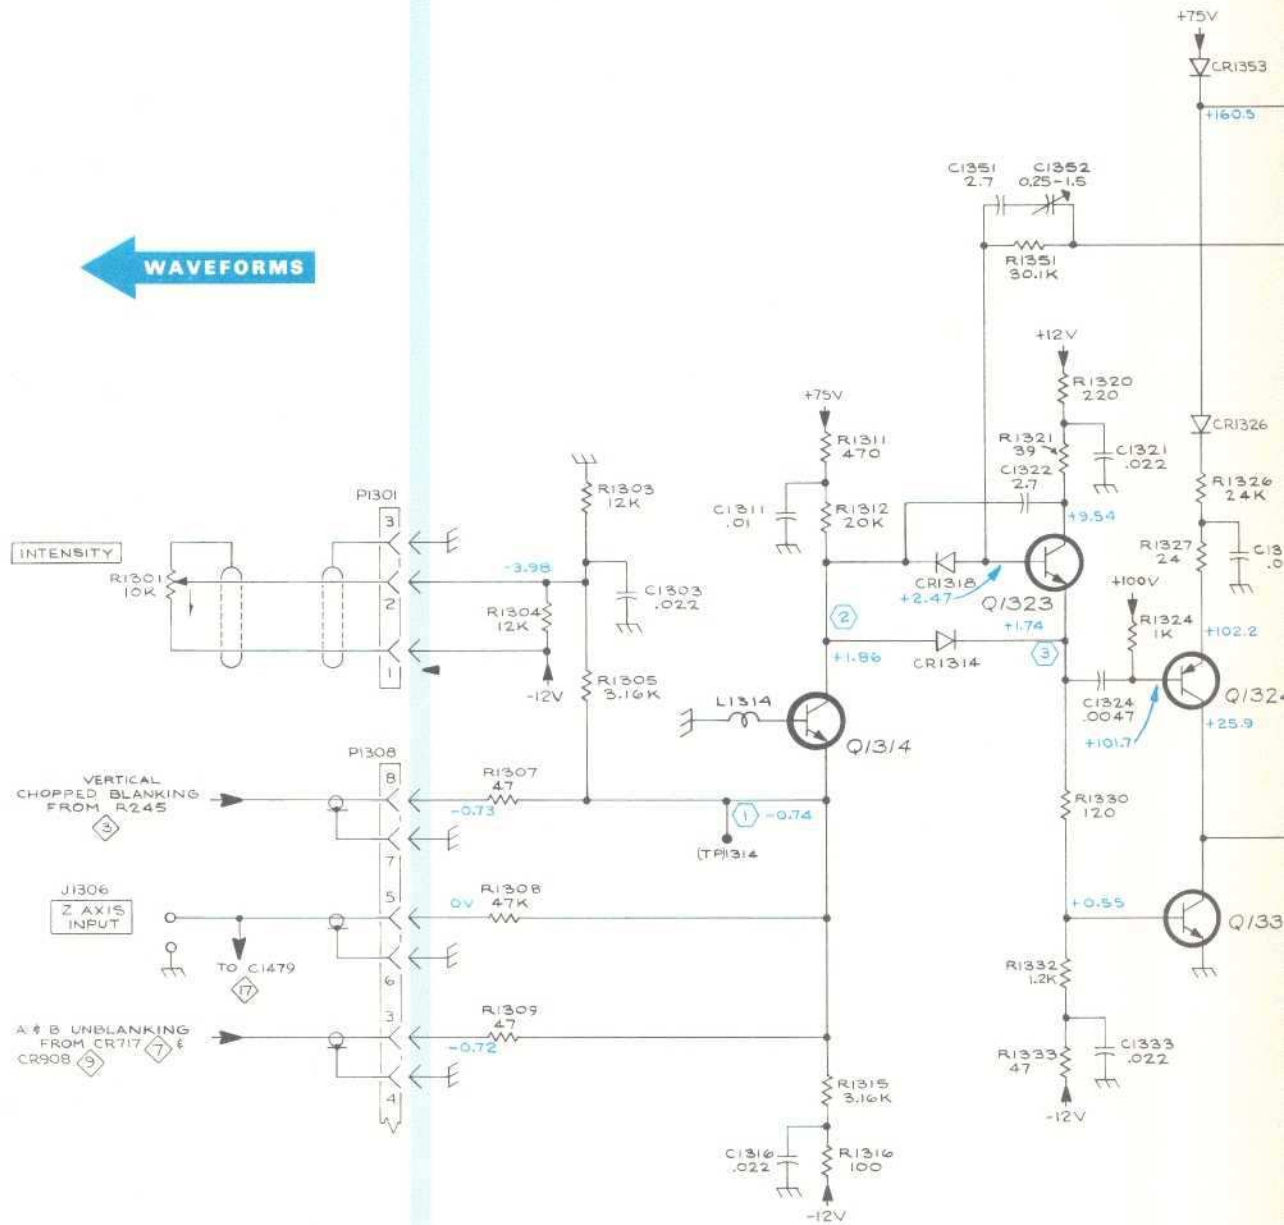 +75V
CR1353
+160.5
C1351
2.7
C1352
0.25-1.5
WAVEFORMS
R1351
30.1K
+12V
R1320
220
+75V
CR1326
R1311
470
R1321
39
C1321
.022
C1322
2.7
R1303
12K
R1326
24K
P1301
3
C1311
.01
R1312
20K
+9.54
INTENSITY
R1327
24
C13
.0
R1301
10K
-3.98
2
C1303
.022
CR1318
+2.47
Q1323
+100V
R1324
1K
R1304
12K
2
+1.74
+102.2
1
+1.86
CR1314
3
-12V
R1305
3.16K
L1314
C1324
.0047
Q1324
Q1314
+101.7
+25.9
P1308
VERTICAL
CHOPPED BLANKING
FROM R245
3
8
R1307
47
-0.73
1
-0.74
R1330
120
(TP)1314
7
J1306
Z AXIS
INPUT
5
0V
R1308
47K
+0.55
Q133
TO C1479
17
6
R1332
1.2K
A & B UNBLANKING
FROM CR717 7 &
CR908 9
3
R1309
47
-0.72
R1333
47
C1333
.022
4
R1315
3.16K
-12V
C1316
.022
R1316
100
-12V